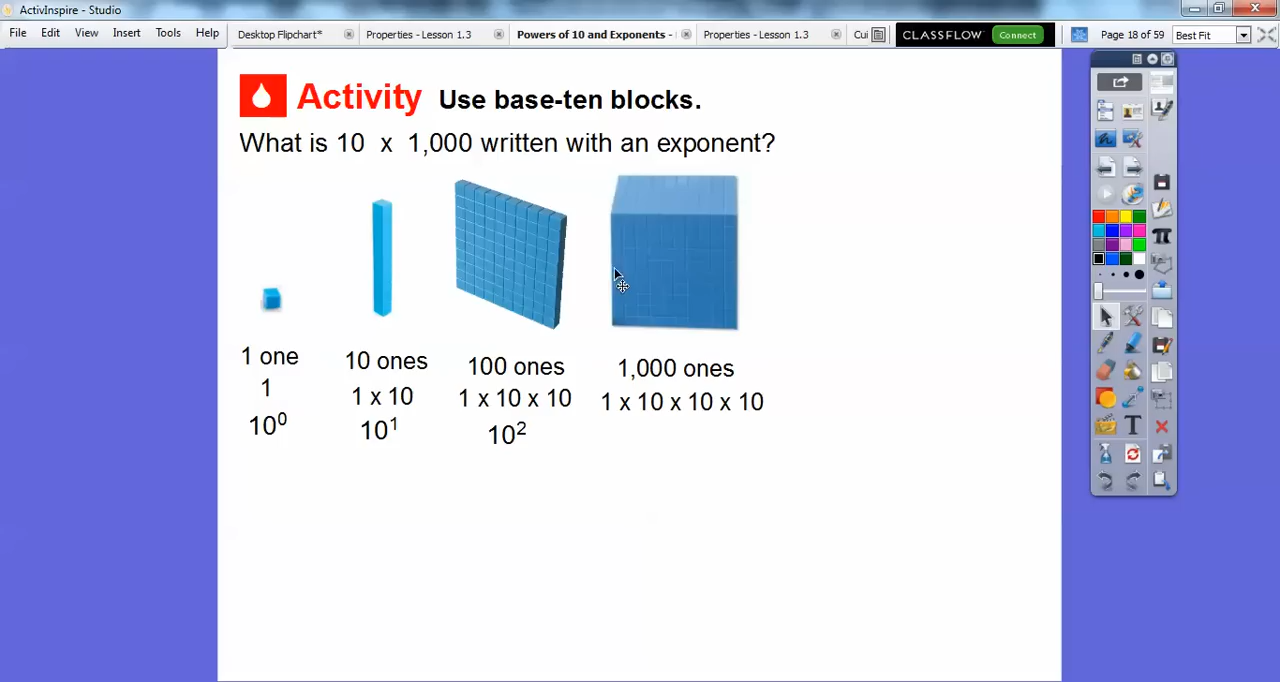 ActivInspire - Studio
File Edit View Insert Tools Help
Desktop Flipchart*
Properties - Lesson 1.3
Powers of 10 and Exponents -
Properties - Lesson 1.3
Cui
CLASSFLOW Connect
Page 18 of 59
Best Fit
Activity Use base-ten blocks.
What is 10 x 1,000 written with an exponent?
1 one
1
10⁰
10 ones
1 x 10
10¹
100 ones
1 x 10 x 10
10²
1,000 ones
1 x 10 x 10 x 10
T